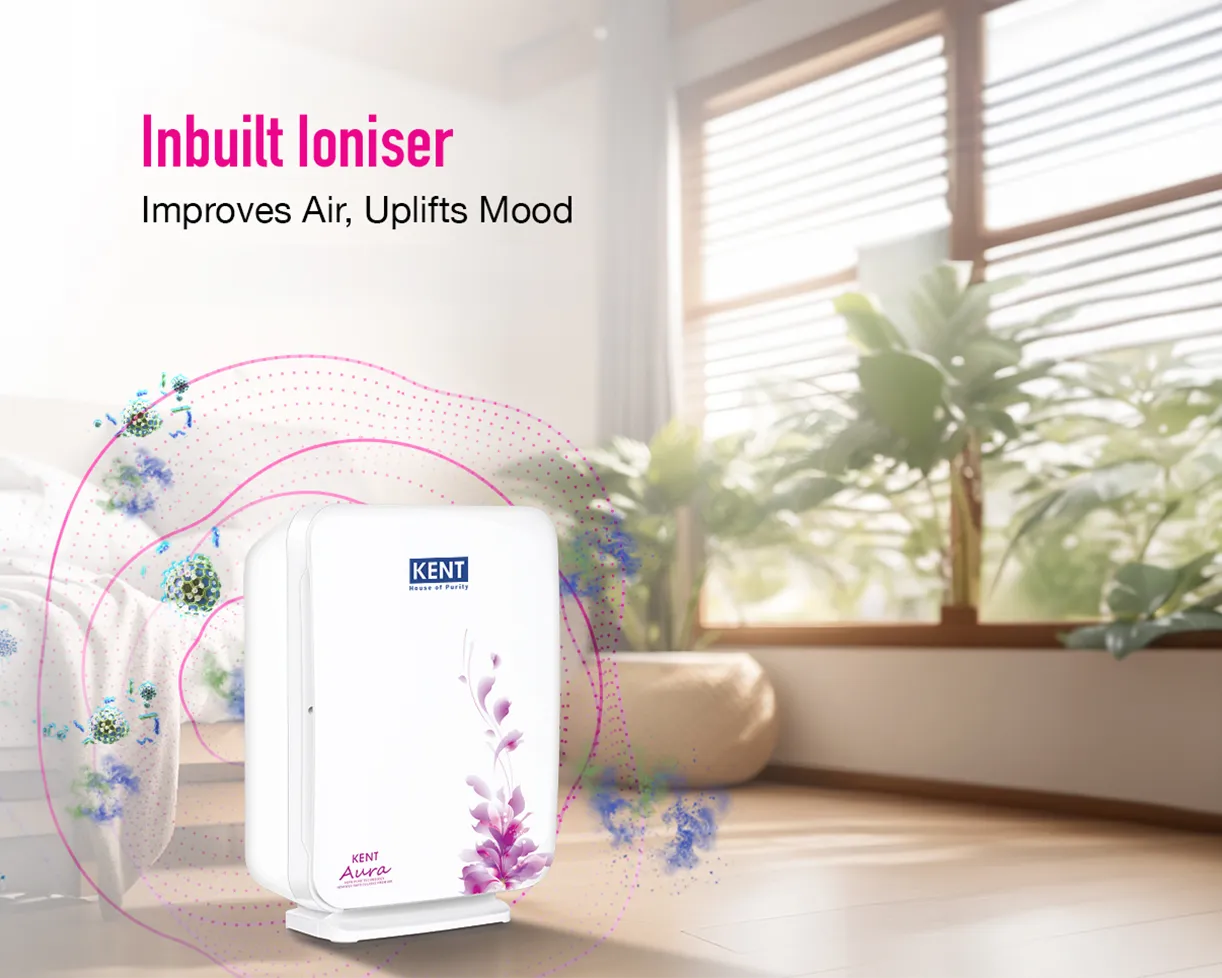 Inbuilt Ioniser
Improves Air, Uplifts Mood
KENT
House of Purity
KENT
Aura